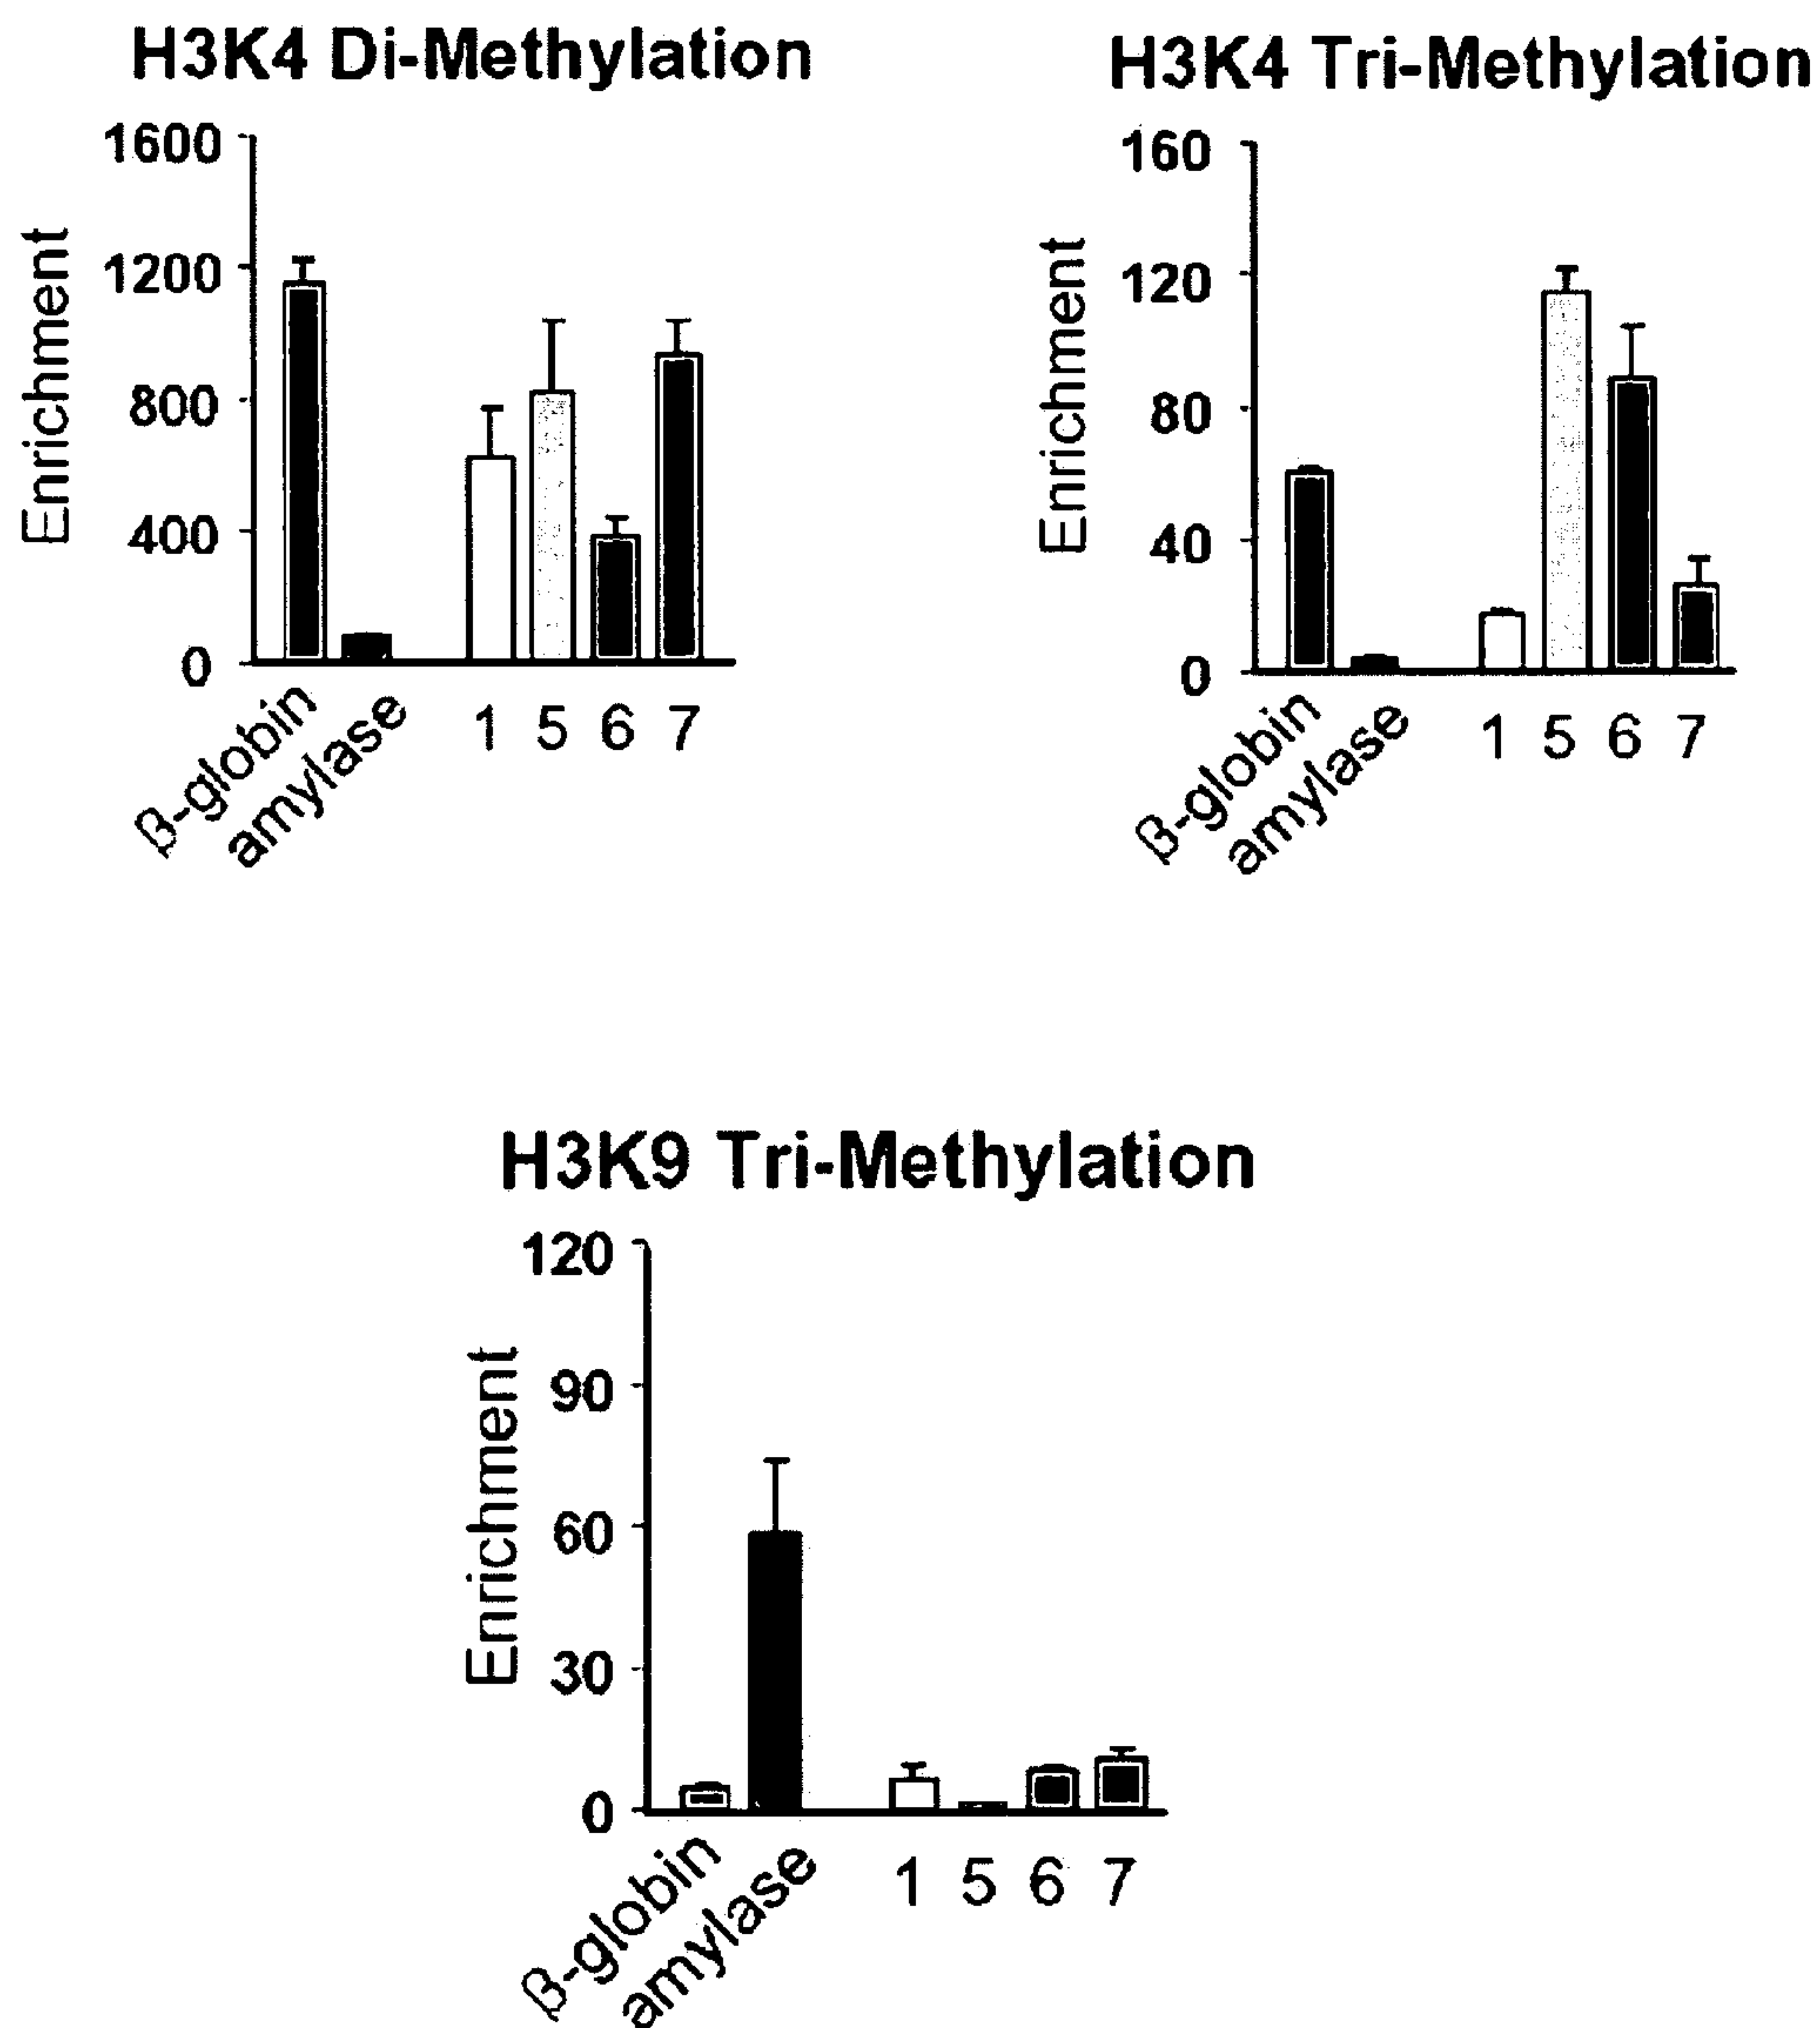 H3K4 Di-Methylation
Enrichment
1600
1200
800
400
0
β-globin
amylase
1 5 6 7
H3K4 Tri-Methylation
Enrichment
160
120
80
40
0
β-globin
amylase
1 5 6 7
H3K9 Tri-Methylation
Enrichment
120
90
60
30
0
β-globin
amylase
1 5 6 7